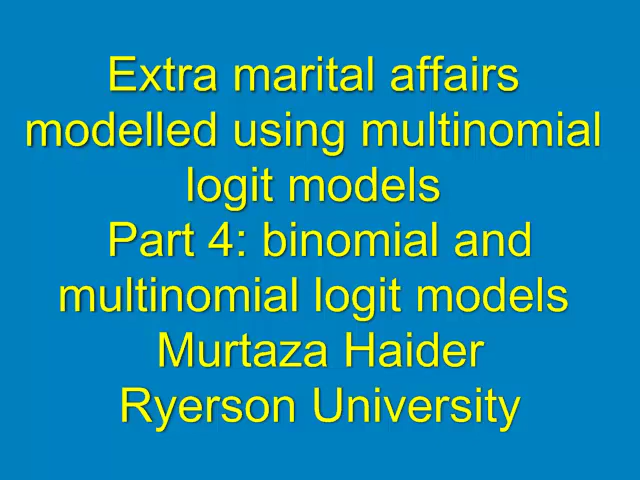 Extra marital affairs
modelled using multinomial
logit models
Part 4: binomial and
multinomial logit models
Murtaza Haider
Ryerson University